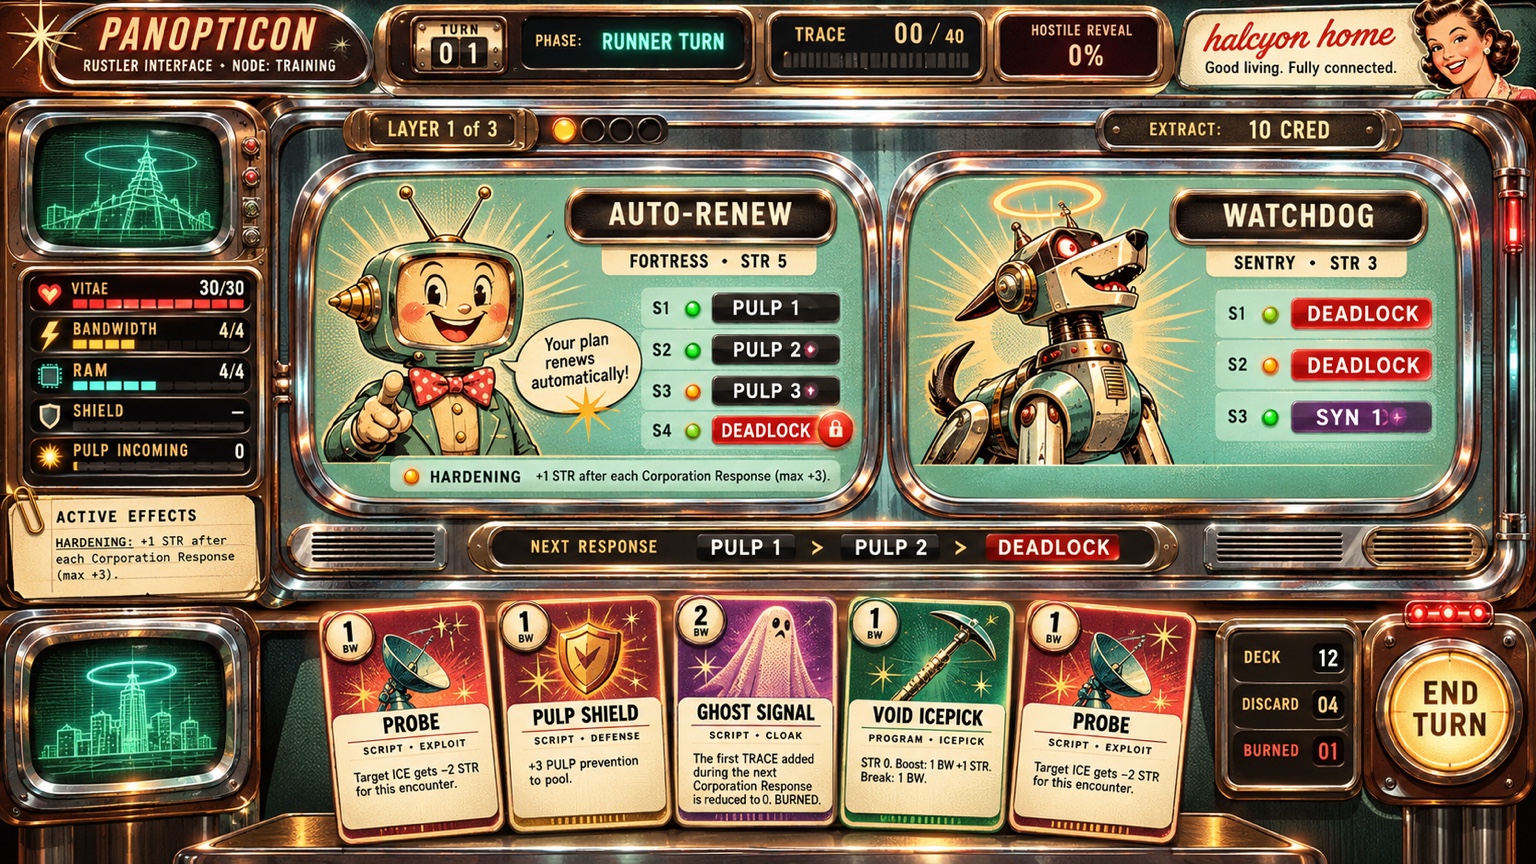 PANOPTICON
RUSTLER INTERFACE • NODE: TRAINING
TURN
01
PHASE: RUNNER TURN
TRACE 00 / 40
HOSTILE REVEAL
0%
halcyon home
Good living. Fully connected.
LAYER 1 of 3
EXTRACT: 10 CRED
VITAE 30/30
BANDWIDTH 4/4
RAM 4/4
SHIELD –
PULP INCOMING 0
ACTIVE EFFECTS
HARDENING: +1 STR after
each Corporation Response
(max +3).
AUTO-RENEW
FORTRESS • STR 5
S1 PULP 1
S2 PULP 2
S3 PULP 3
S4 DEADLOCK
Your plan
renews
automatically!
HARDENING +1 STR after each Corporation Response (max +3).
WATCHDOG
SENTRY • STR 3
S1 DEADLOCK
S2 DEADLOCK
S3 SYN 1
NEXT RESPONSE PULP 1 > PULP 2 > DEADLOCK
1
BW
PROBE
SCRIPT • EXPLOIT
Target ICE gets -2 STR
for this encounter.
1
BW
PULP SHIELD
SCRIPT • DEFENSE
+3 PULP prevention
to pool.
2
BW
GHOST SIGNAL
SCRIPT • CLOAK
The first TRACE added
during the next
Corporation Response
is reduced to 0. BURNED.
1
BW
VOID ICEPICK
PROGRAM • ICEPICK
STR 0. Boost: 1 BW +1 STR.
Break: 1 BW.
1
BW
PROBE
SCRIPT • EXPLOIT
Target ICE gets -2 STR
for this encounter.
DECK 12
DISCARD 04
BURNED 01
END
TURN